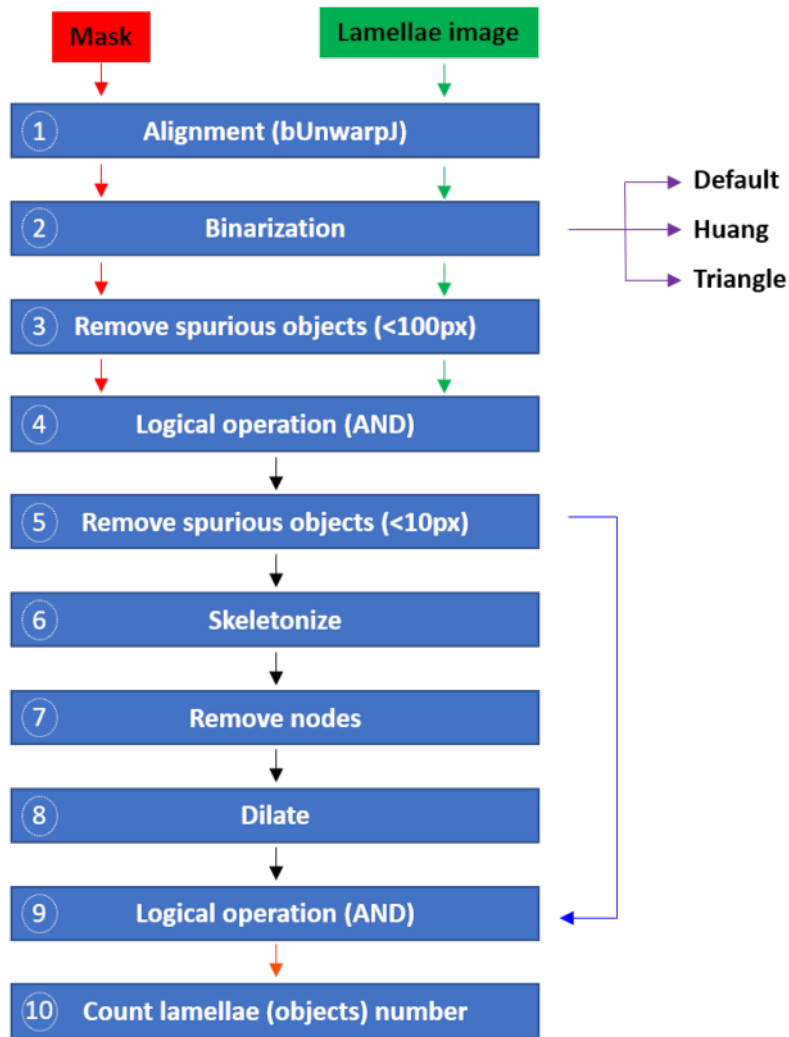 Mask
Lamellae image
1 Alignment (bUnwarpJ)
2 Binarization
Default
Huang
Triangle
3 Remove spurious objects (<100px)
4 Logical operation (AND)
5 Remove spurious objects (<10px)
6 Skeletonize
7 Remove nodes
8 Dilate
9 Logical operation (AND)
10 Count lamellae (objects) number